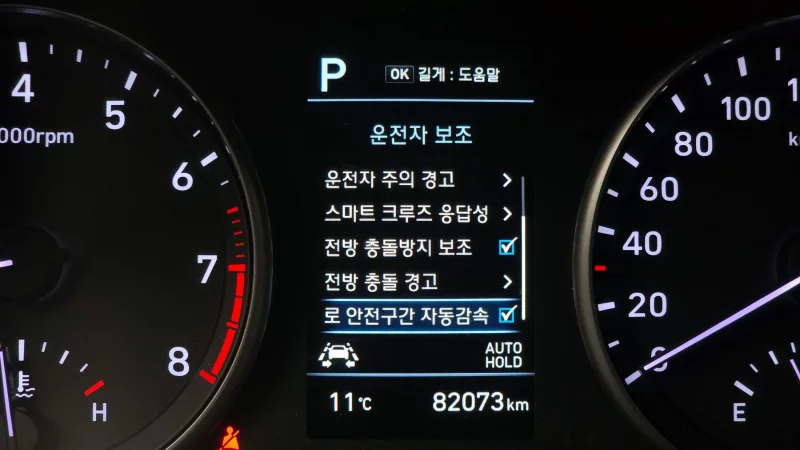 P
OK 길게 : 도움말
운전자 보조
운전자 주의 경고
스마트 크루즈 응답성
전방 충돌방지 보조
전방 충돌 경고
로 안전구간 자동감속
AUTO
HOLD
11℃
82073km
4
5
6
7
8
000rpm
H
100
80
60
40
20
0
E